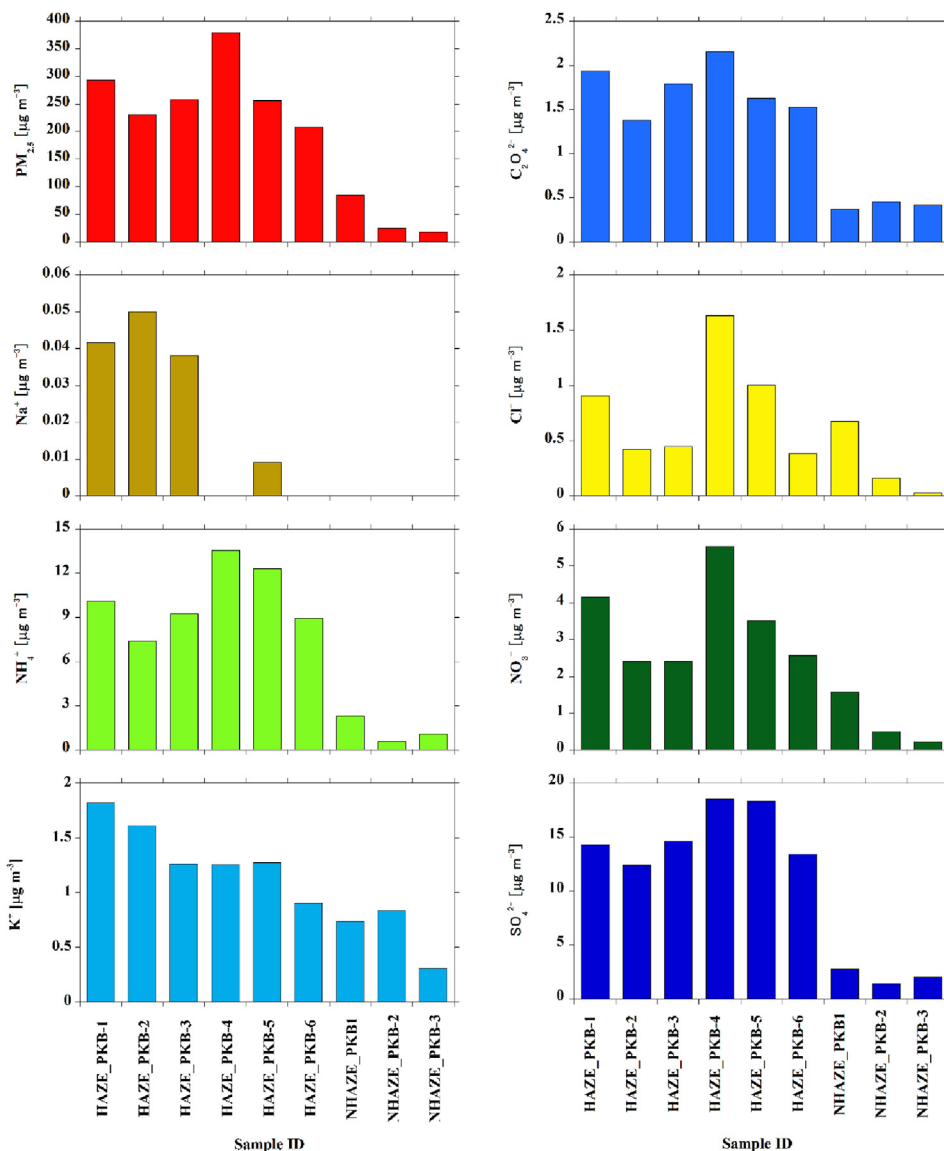 PM2.5 [μg m−3]
400
350
300
250
200
150
100
50
0
C2O42− [μg m−3]
2.5
2
1.5
1
0.5
0
Na+ [μg m−3]
0.06
0.05
0.04
0.03
0.02
0.01
0
Cl− [μg m−3]
2
1.5
1
0.5
0
NH4+ [μg m−3]
15
12
9
6
3
0
NO3− [μg m−3]
6
5
4
3
2
1
0
K+ [μg m-3]
2
1.5
1
0.5
0
SO42− [μg m−3]
20
15
10
5
0
HAZE_PKB-1
HAZE_PKB-2
HAZE_PKB-3
HAZE_PKB-4
HAZE_PKB-5
HAZE_PKB-6
NHAZE_PKB1
NHAZE_PKB-2
NHAZE_PKB-3
Sample ID
HAZE_PKB-1
HAZE_PKB-2
HAZE_PKB-3
HAZE_PKB-4
HAZE_PKB-5
HAZE_PKB-6
NHAZE_PKB1
NHAZE_PKB-2
NHAZE_PKB-3
Sample ID